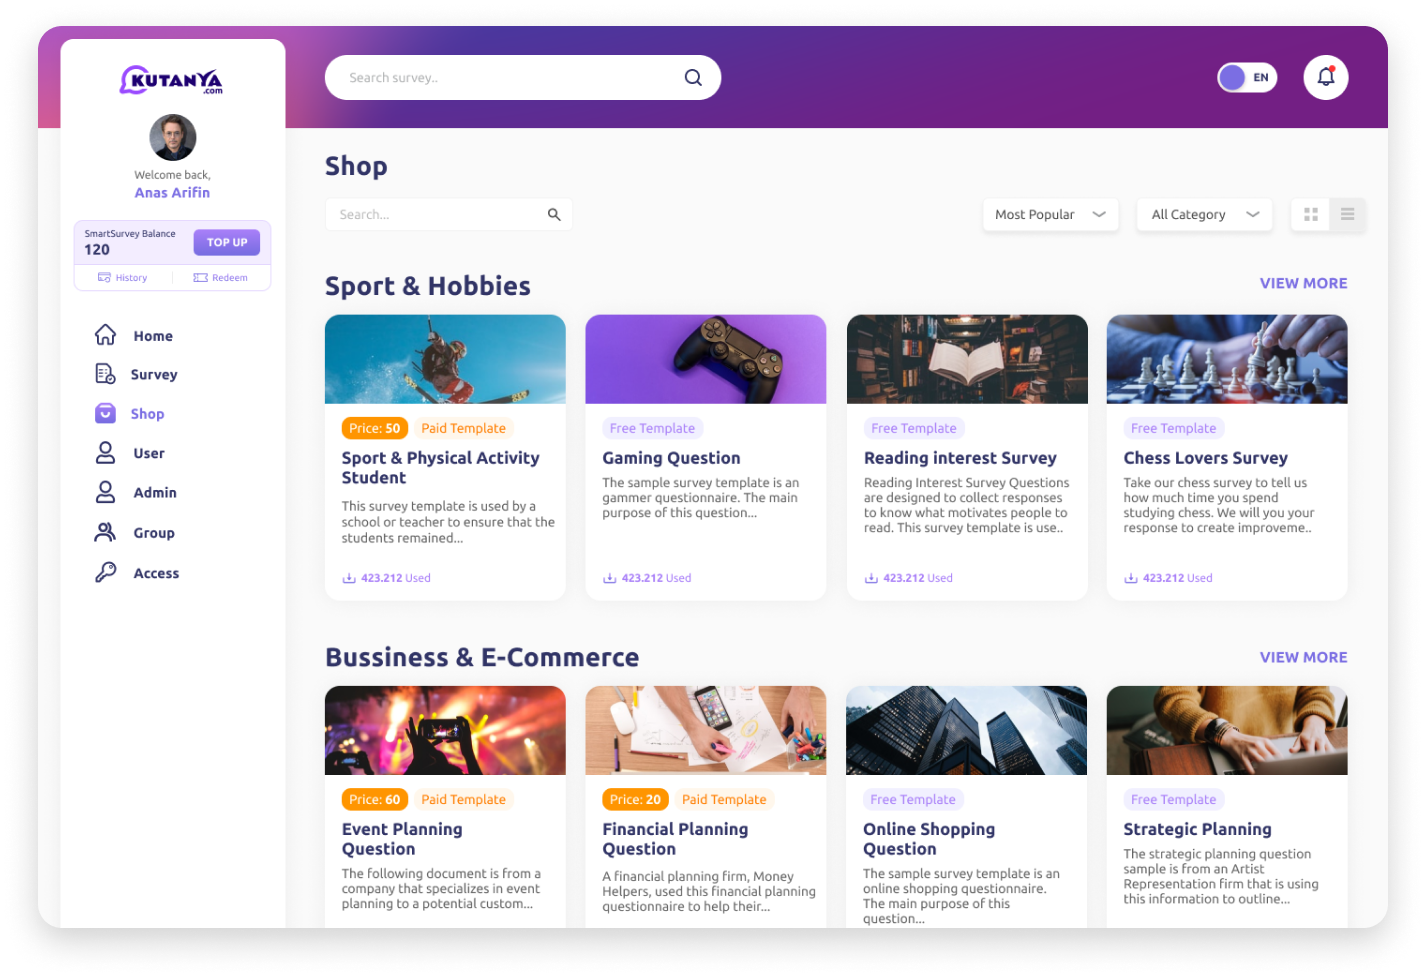 KUTANYA
.com
Welcome back,
Anas Arifin
SmartSurvey Balance
120
TOP UP
History
Redeem
Home
Survey
Shop
User
Admin
Group
Access
Search survey..
EN
Shop
Search...
Most Popular
All Category
Sport & Hobbies
VIEW MORE
Price: 50
Paid Template
Sport & Physical Activity
Student
This survey template is used by a
school or teacher to ensure that the
students remained...
423.212 Used
Free Template
Gaming Question
The sample survey template is an
gammer questionnaire. The main
purpose of this question...
423.212 Used
Free Template
Reading interest Survey
Reading Interest Survey Questions
are designed to collect responses
to know what motivates people to
read. This survey template is use..
423.212 Used
Free Template
Chess Lovers Survey
Take our chess survey to tell us
how much time you spend
studying chess. We will you your
response to create improveme..
423.212 Used
Bussiness & E-Commerce
VIEW MORE
Price: 60
Paid Template
Event Planning
Question
The following document is from a
company that specializes in event
planning to a potential custom...
Price: 20
Paid Template
Financial Planning
Question
A financial planning firm, Money
Helpers, used this financial planning
questionnaire to help their...
Free Template
Online Shopping
Question
The sample survey template is an
online shopping questionnaire.
The main purpose of this
question...
Free Template
Strategic Planning
The strategic planning question
sample is from an Artist
Representation firm that is using
this information to outline...